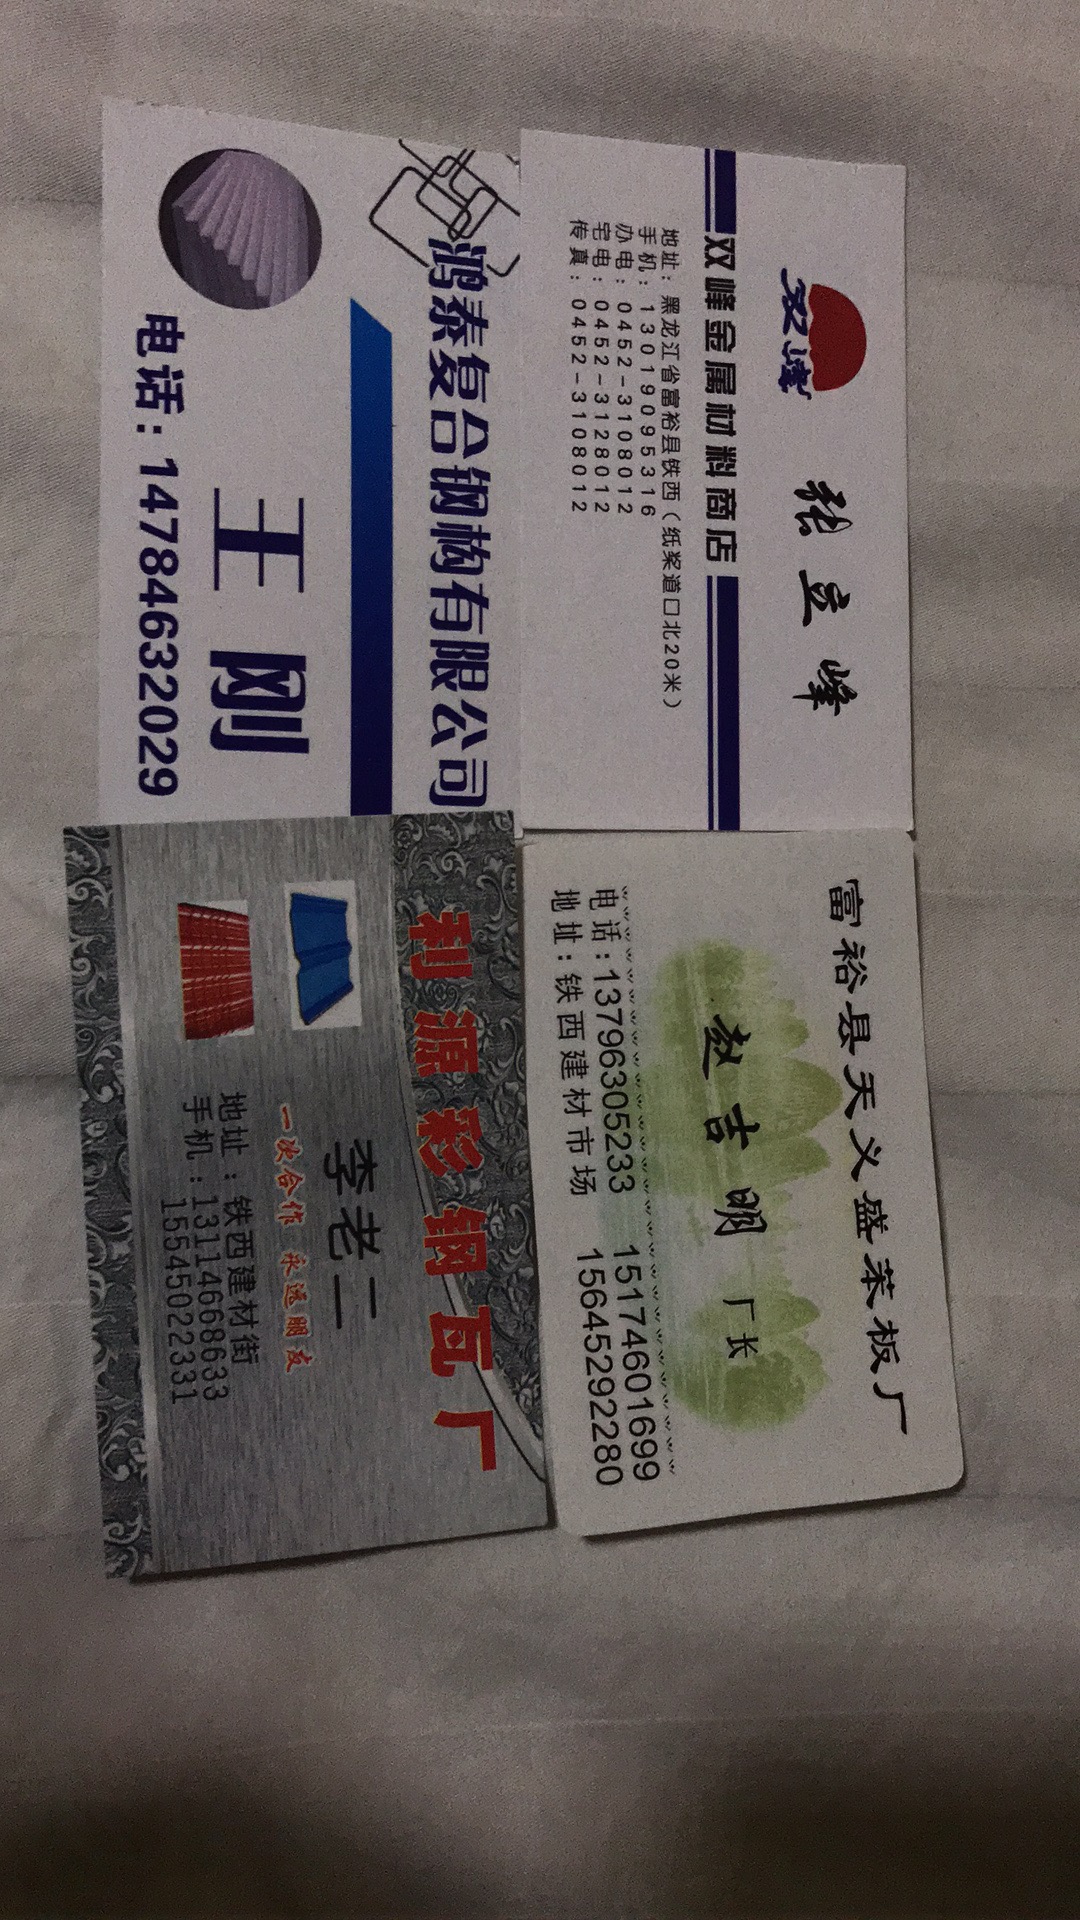 双峰
张立峰
双峰金属材料商店
地址：黑龙江省富裕县铁西（纸桨道口北20米）
手机：13019095316
办电：0452-3108012
宅电：0452-3128012
传真：0452-3108012
富裕县天义盛苯板厂
赵吉明 厂长
电话：13796305233 15174601699
15645292280
地址：铁西建材市场
鸿泰复合钢构有限公司
王刚
电话：14784632029
利源彩钢瓦厂
李老二
一次合作 永远朋友
地址：铁西建材街
手机：13114668633
15545022331